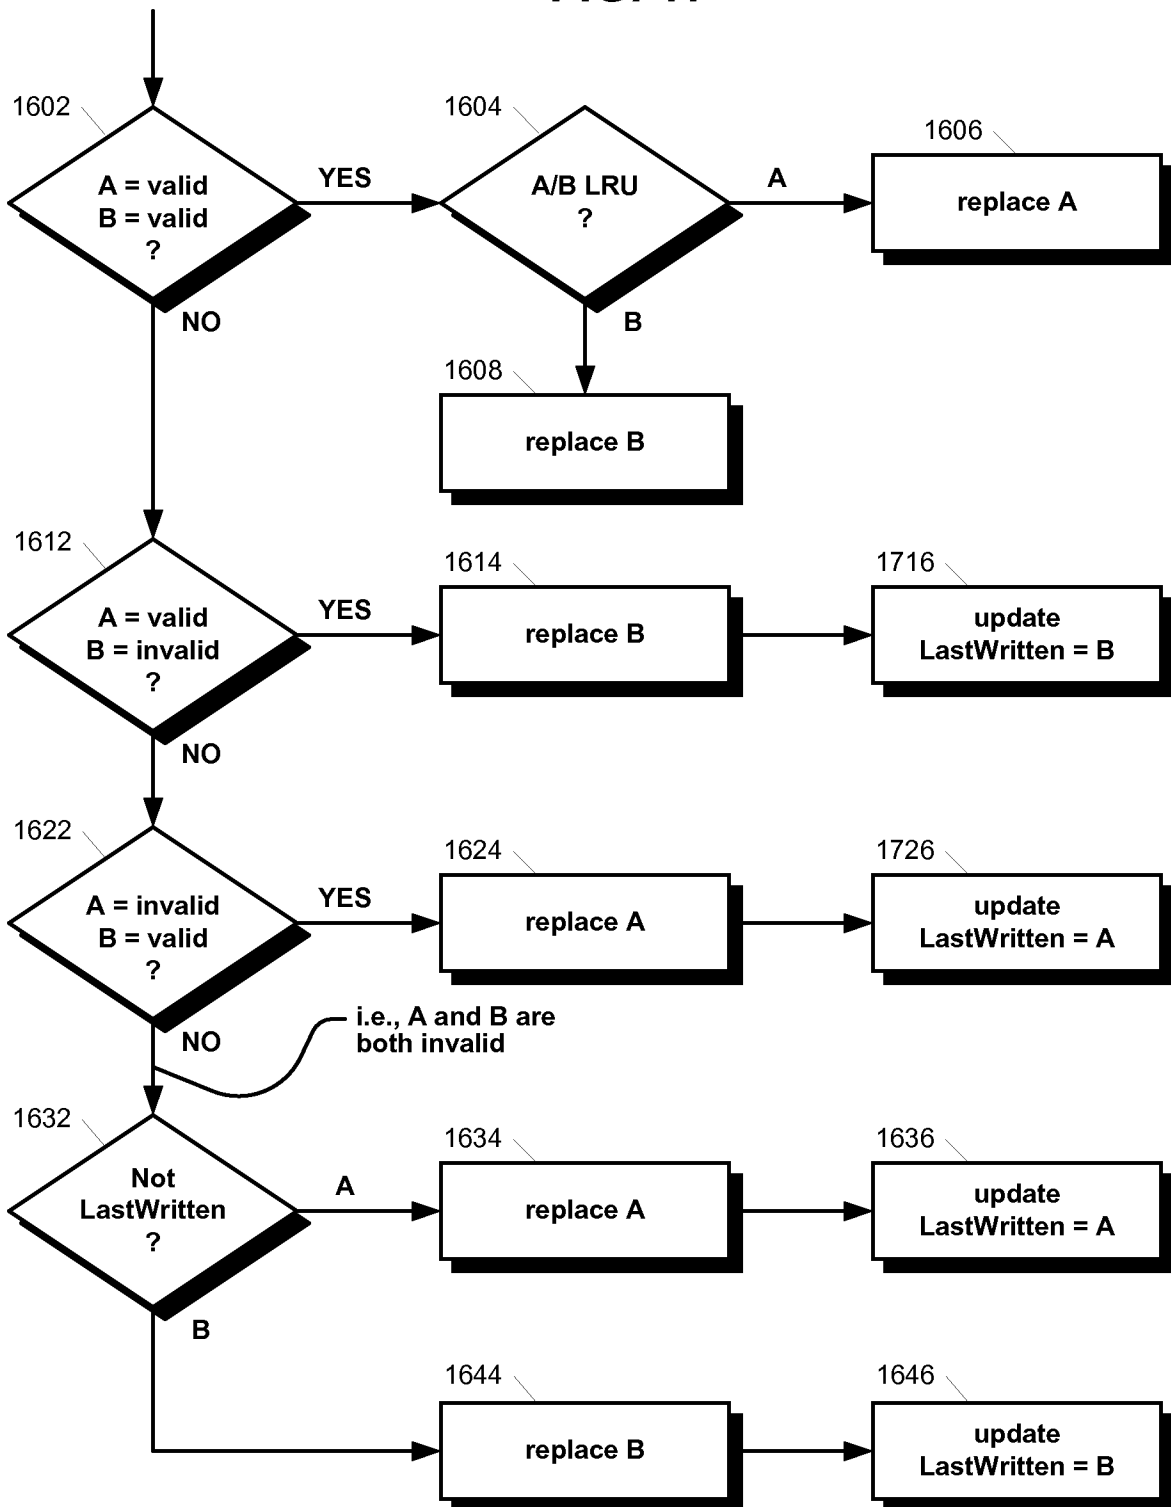 1602
A = valid
B = valid
?
YES
NO
1604
A/B LRU
?
A
B
1606
replace A
1608
replace B
1612
A = valid
B = invalid
?
YES
NO
1614
replace B
1716
update
LastWritten = B
1622
A = invalid
B = valid
?
YES
NO
1624
replace A
1726
update
LastWritten = A
i.e., A and B are
both invalid
1632
Not
LastWritten
?
A
B
1634
replace A
1636
update
LastWritten = A
1644
replace B
1646
update
LastWritten = B